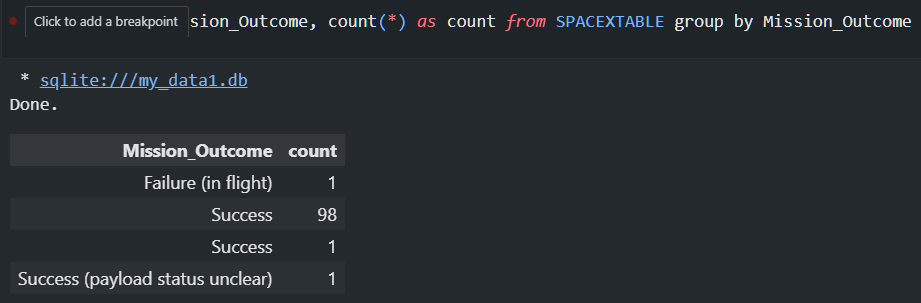 Click to add a breakpoint sion_Outcome, count(*) as count from SPACEXTABLE group by Mission_Outcome
* sqlite:///my_data1.db
Done.
Mission_Outcome count
Failure (in flight) 1
Success 98
Success 1
Success (payload status unclear) 1